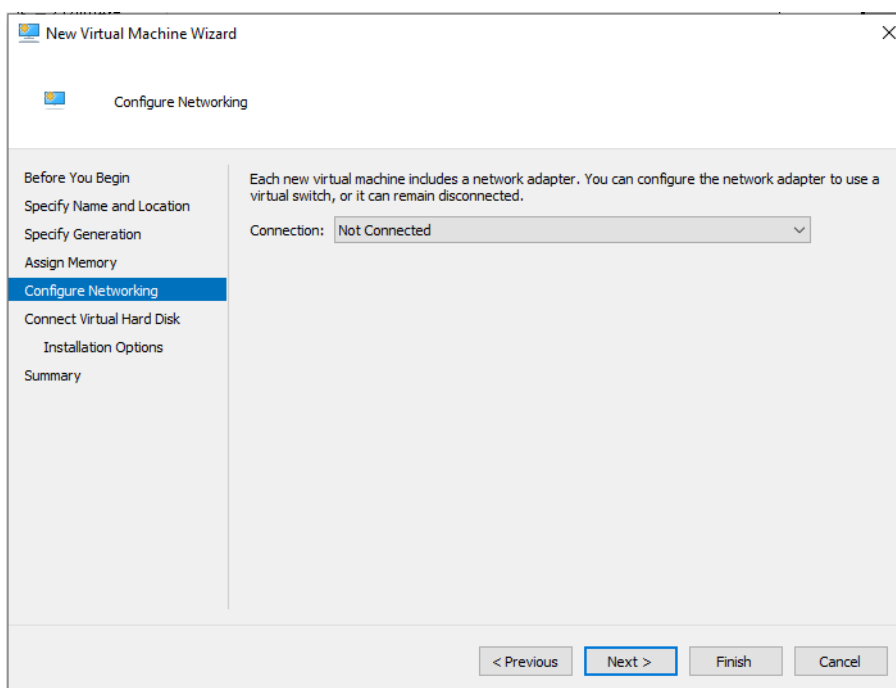 New Virtual Machine Wizard
Configure Networking
Before You Begin
Specify Name and Location
Specify Generation
Assign Memory
Configure Networking
Connect Virtual Hard Disk
Installation Options
Summary
Each new virtual machine includes a network adapter. You can configure the network adapter to use a
virtual switch, or it can remain disconnected.
Connection: Not Connected
< Previous Next > Finish Cancel